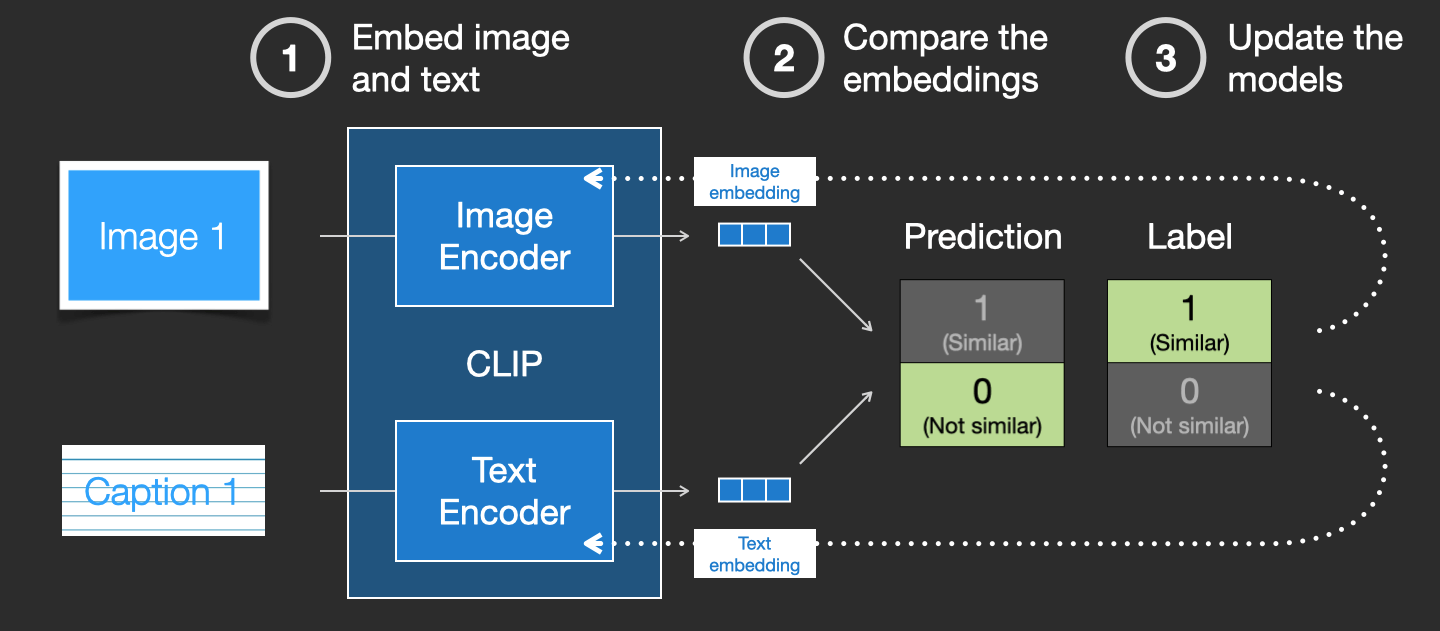 1
Embed image
and text
2
Compare the
embeddings
3
Update the
models
Image 1
Image
Encoder
CLIP
Caption 1
Text
Encoder
Image
embedding
Text
embedding
Prediction
1
(Similar)
0
(Not similar)
Label
1
(Similar)
0
(Not similar)